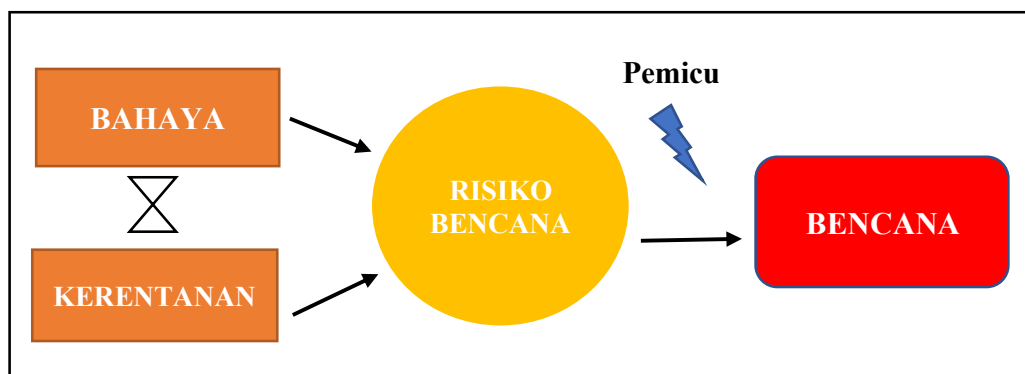 BAHAYA
KERENTANAN
RISIKO
BENCANA
Pemicu
BENCANA